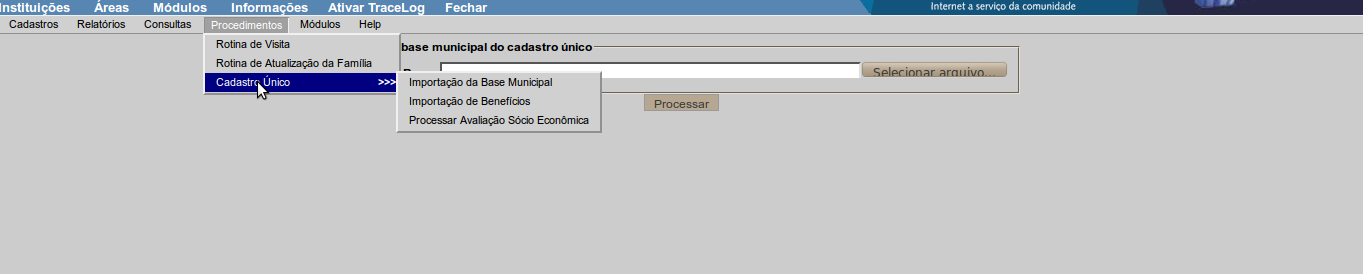 Instituições Áreas Módulos Informações Ativar TraceLog Fechar
Internet a serviço da comunidade
Cadastros Relatórios Consultas Procedimentos Módulos Help
Rotina de Visita
base municipal do cadastro único
Rotina de Atualização da Família
Selecionar arquivo...
Cadastro Único >>>
Importação da Base Municipal
Importação de Benefícios
Processar
Processar Avaliação Sócio Econômica